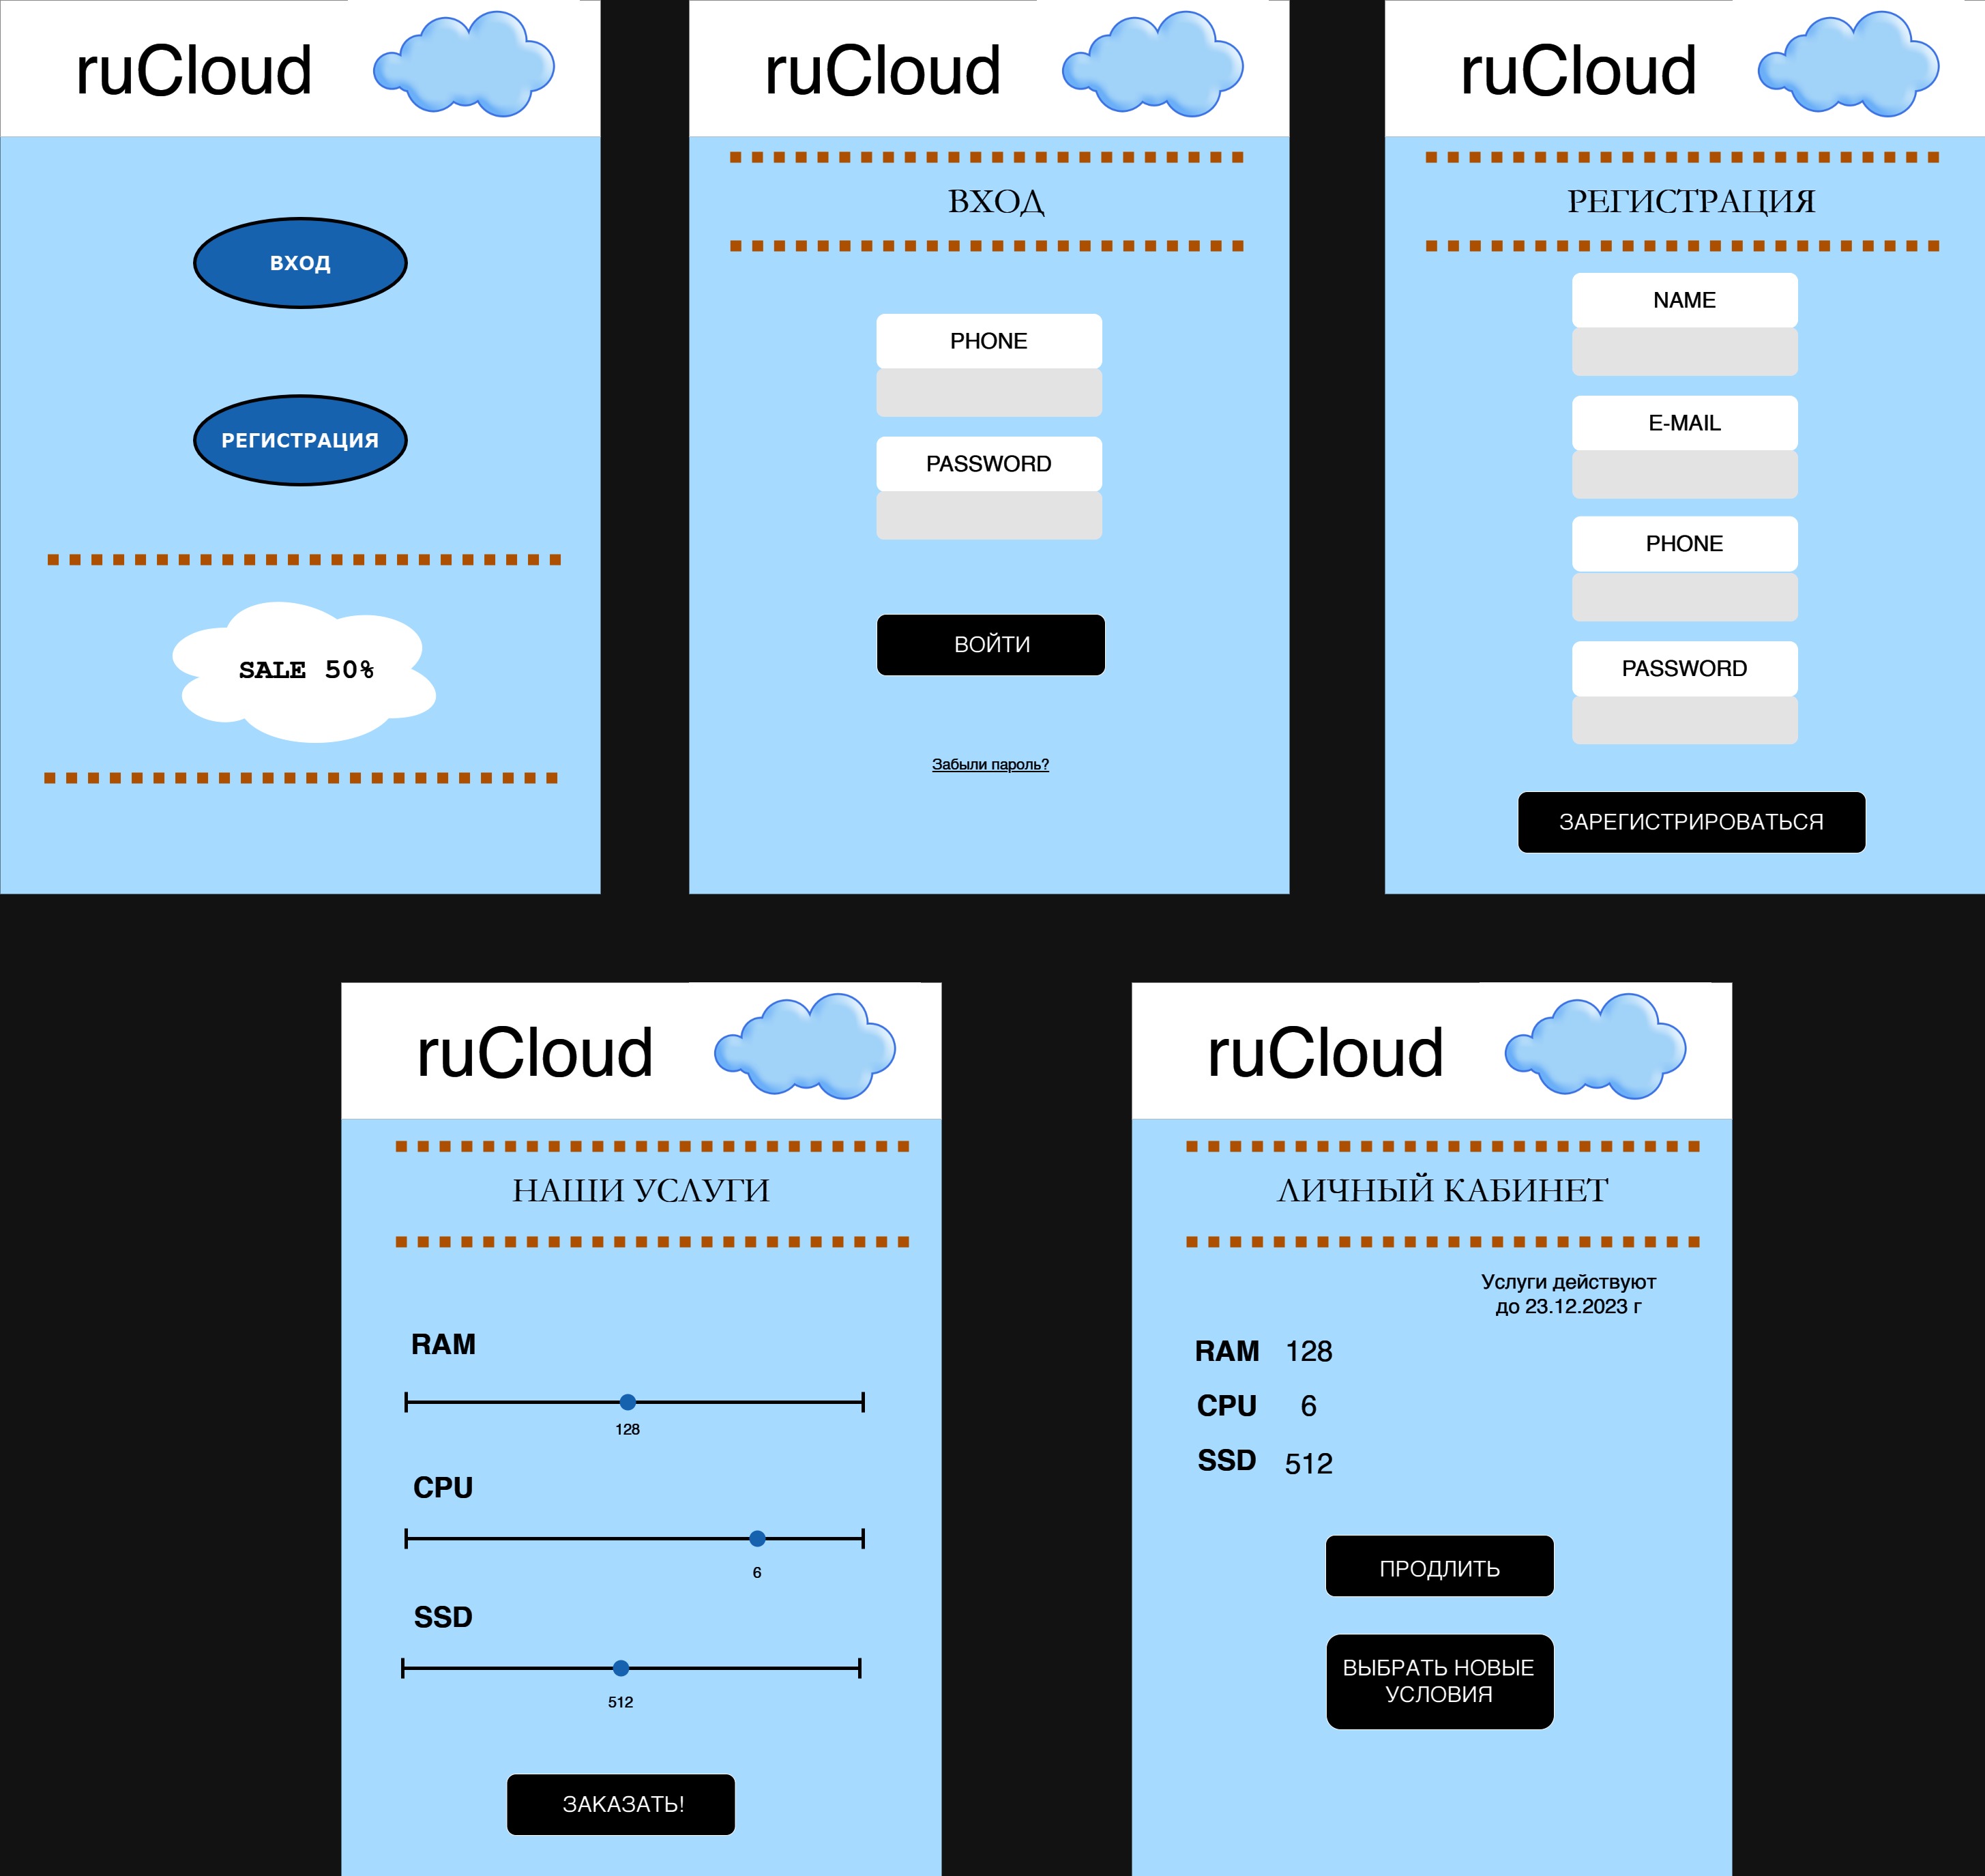 ruCloud
ВХОД
РЕГИСТРАЦИЯ
SALE 50%
ruCloud
ВХОД
PHONE
PASSWORD
ВОЙТИ
Забыли пароль?
ruCloud
РЕГИСТРАЦИЯ
NAME
E-MAIL
PHONE
PASSWORD
ЗАРЕГИСТРИРОВАТЬСЯ
ruCloud
НАШИ УСЛУГИ
RAM
128
CPU
6
SSD
512
ЗАКАЗАТЬ!
ruCloud
ЛИЧНЫЙ КАБИНЕТ
Услуги действуют
до 23.12.2023 г
RAM 128
CPU 6
SSD 512
ПРОДЛИТЬ
ВЫБРАТЬ НОВЫЕ
УСЛОВИЯ